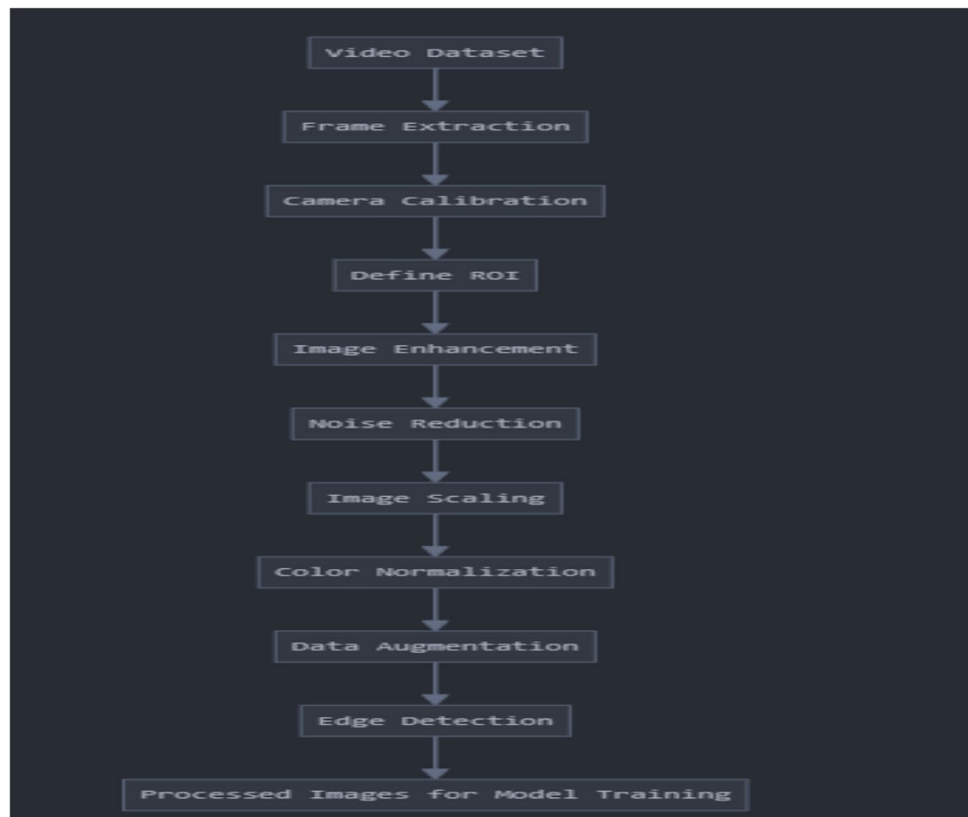 Video Dataset
Frame Extraction
Camera Calibration
Define ROI
Image Enhancement
Noise Reduction
Image Scaling
Color Normalization
Data Augmentation
Edge Detection
Processed Images for Model Training